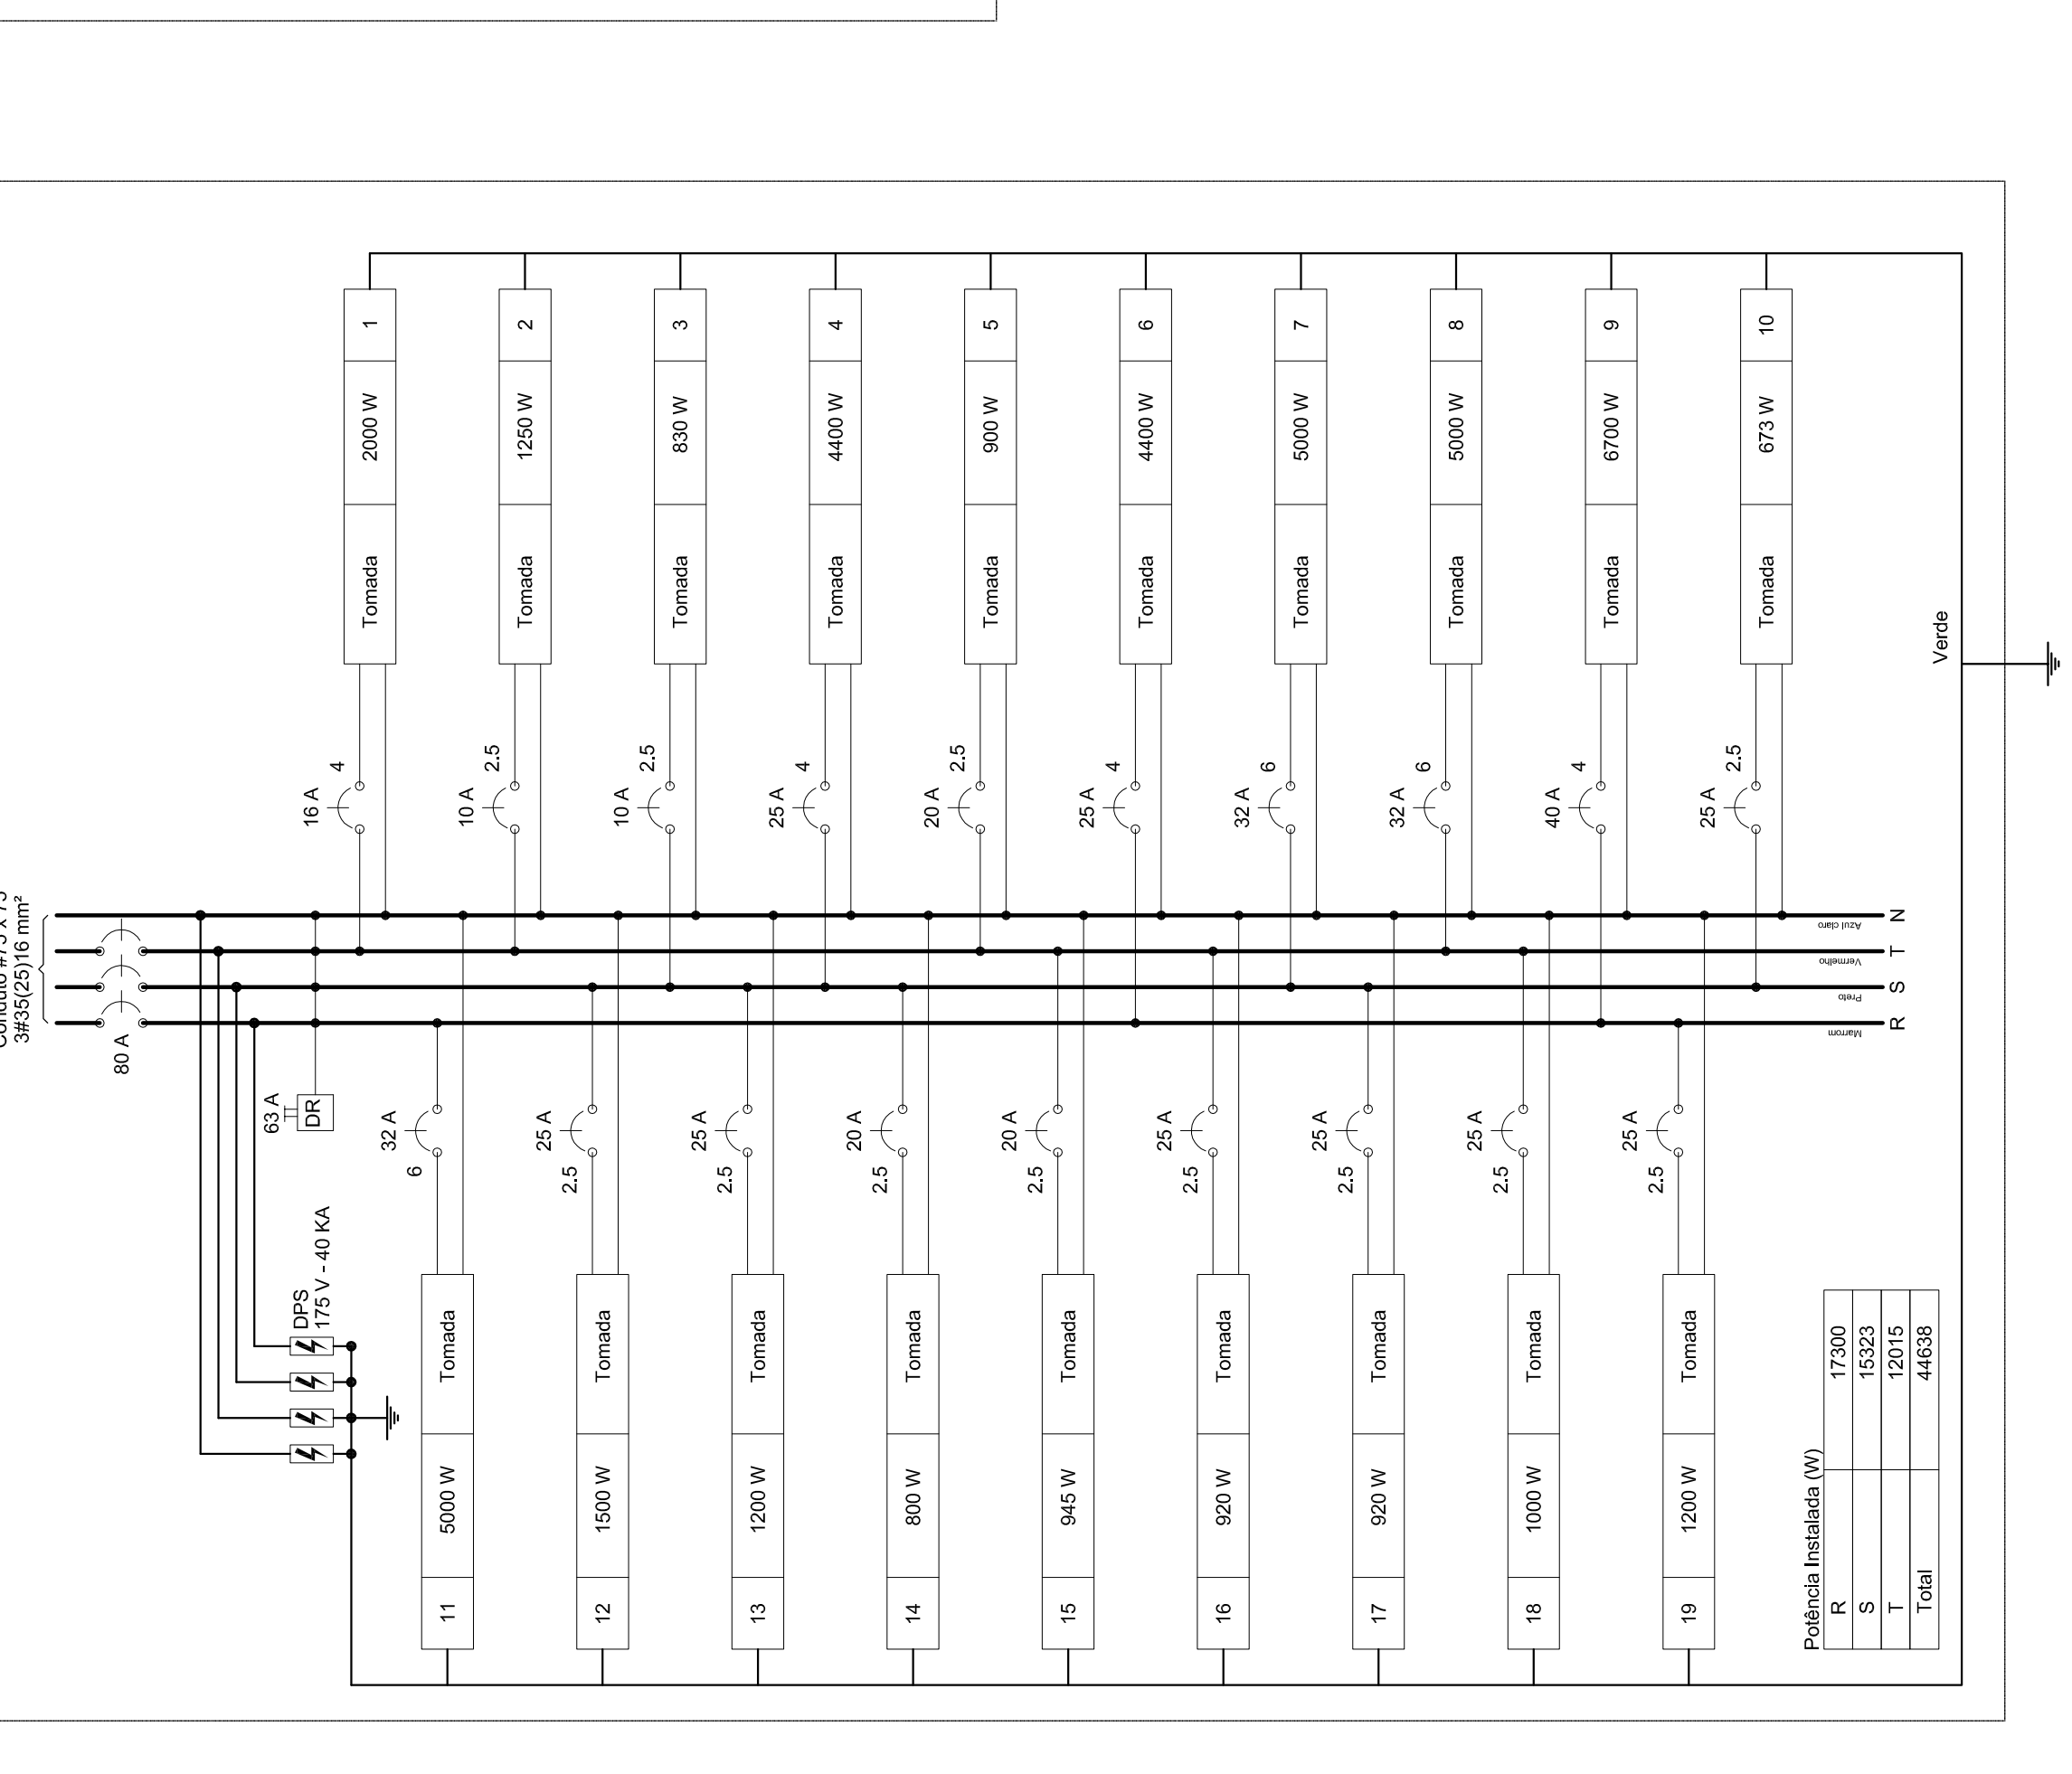 3#35(25)16 mm²
80 A
63 A
DR
DPS
175 V - 40 KA
1
2000 W
Tomada
16 A
4
2
1250 W
Tomada
10 A
2.5
3
830 W
Tomada
10 A
2.5
4
4400 W
Tomada
25 A
4
5
900 W
Tomada
20 A
2.5
6
4400 W
Tomada
25 A
4
7
5000 W
Tomada
32 A
6
8
5000 W
Tomada
32 A
6
9
6700 W
Tomada
40 A
4
10
673 W
Tomada
25 A
2.5
Verde
Azul claro
N
Vermelho
T
Preto
S
Marrom
R
32 A
6
Tomada
5000 W
11
25 A
2.5
Tomada
1500 W
12
25 A
2.5
Tomada
1200 W
13
20 A
2.5
Tomada
800 W
14
20 A
2.5
Tomada
945 W
15
25 A
2.5
Tomada
920 W
16
25 A
2.5
Tomada
920 W
17
25 A
2.5
Tomada
1000 W
18
25 A
2.5
Tomada
1200 W
19
Potência Instalada (W)
R 17300
S 15323
T 12015
Total 44638